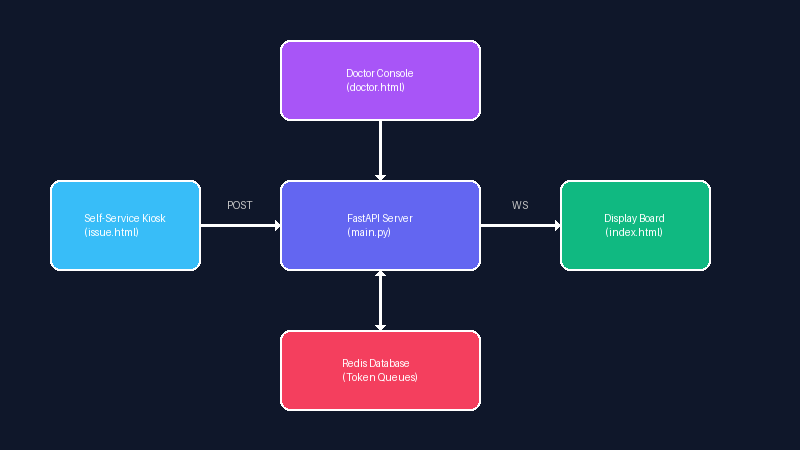 Doctor Console
(doctor.html)
Self-Service Kiosk
(issue.html)
POST
FastAPI Server
(main.py)
WS
Display Board
(index.html)
Redis Database
(Token Queues)